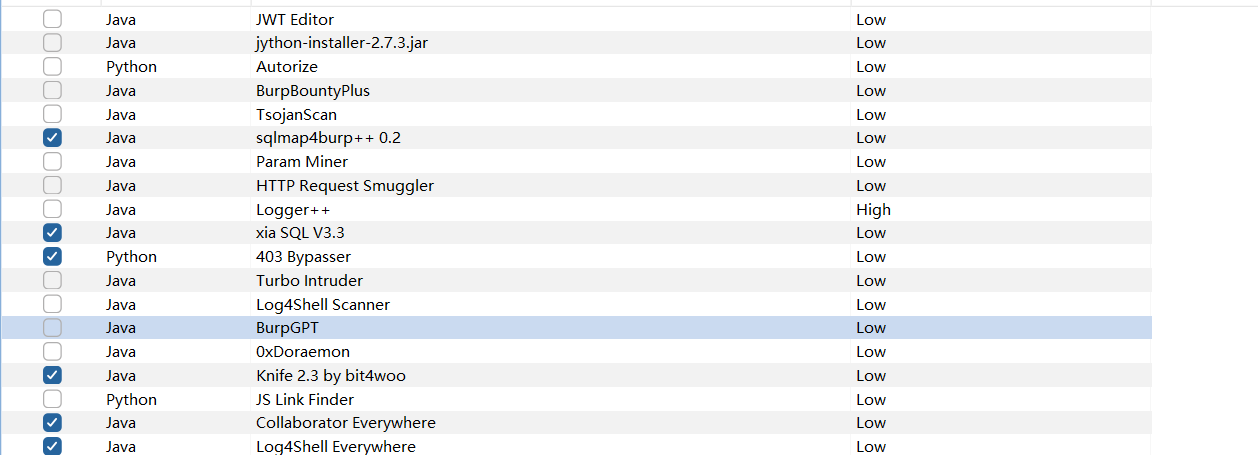 Java JWT Editor Low
Java jython-installer-2.7.3.jar Low
Python Autorize Low
Java BurpBountyPlus Low
Java TsojanScan Low
Java sqlmap4burp++ 0.2 Low
Java Param Miner Low
Java HTTP Request Smuggler Low
Java Logger++ High
Java xia SQL V3.3 Low
Python 403 Bypasser Low
Java Turbo Intruder Low
Java Log4Shell Scanner Low
Java BurpGPT Low
Java 0xDoraemon Low
Java Knife 2.3 by bit4woo Low
Python JS Link Finder Low
Java Collaborator Everywhere Low
Java Log4Shell Everywhere Low